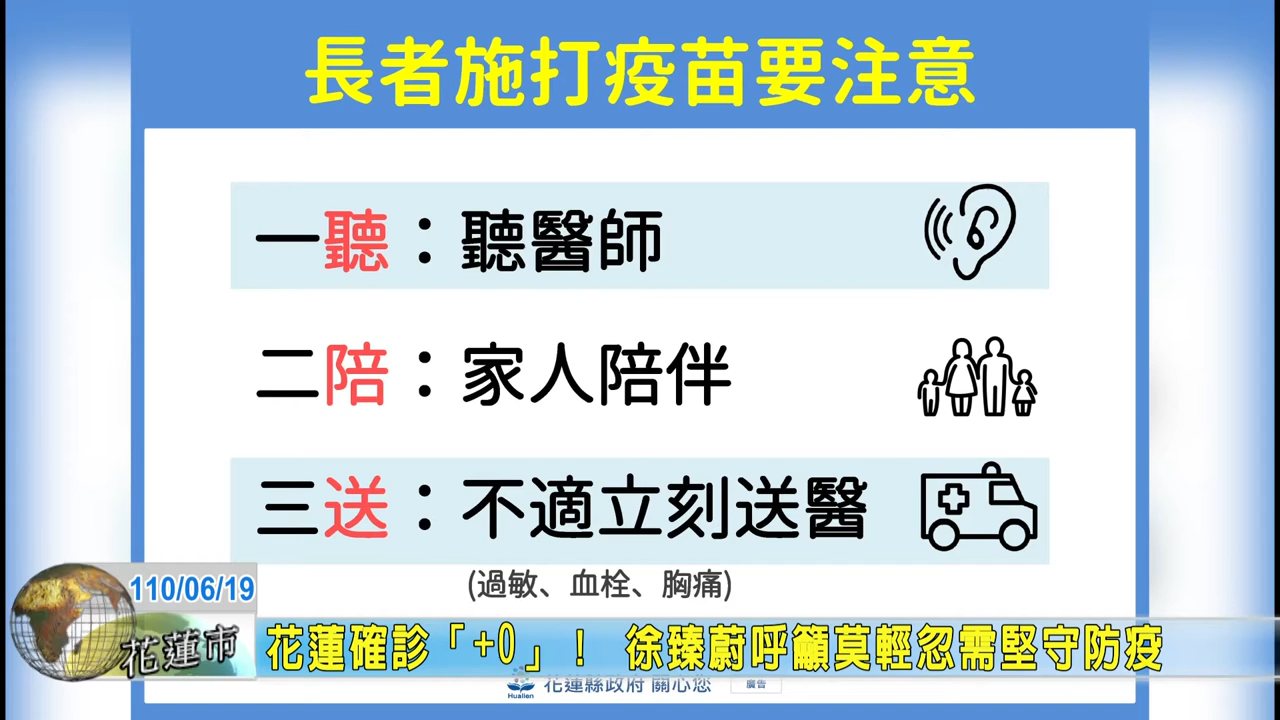 長者施打疫苗要注意
一聽：聽醫師
二陪：家人陪伴
三送：不適立刻送醫
(過敏、血栓、胸痛)
110/06/19
花蓮市
花蓮確診「+0」！ 徐臻蔚呼籲莫輕忽需堅守防疫
Hualien
花蓮縣政府 關心您
廣告